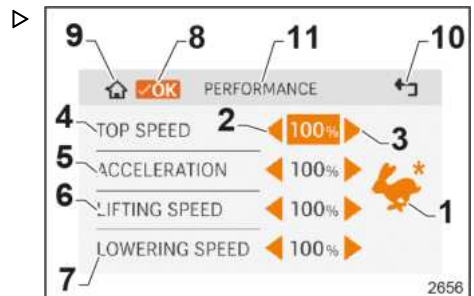 9 8 11 10
✓OK PERFORMANCE
4 TOP SPEED 2 100% 3
5 ACCELERATION 100% *
6 LIFTING SPEED 100% 1
7 LOWERING SPEED 100%
2656